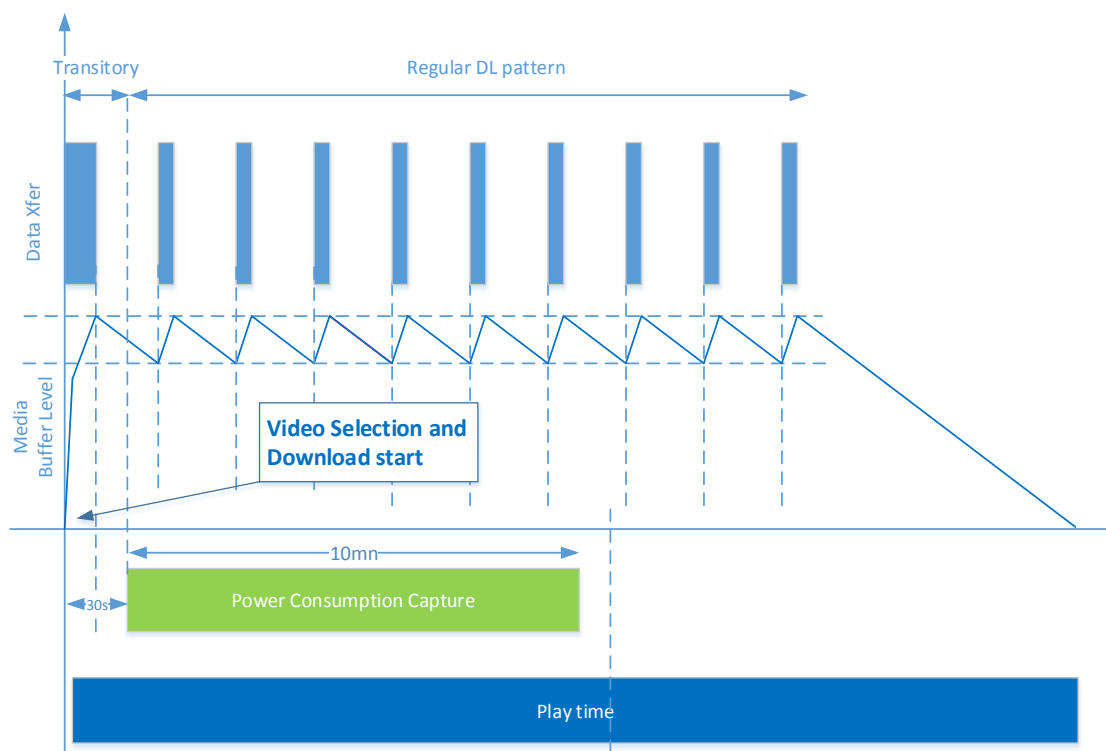 Transitory
Regular DL pattern
Data Xfer
Media
Buffer Level
Video Selection and
Download start
10mn
30s
Power Consumption Capture
Play time